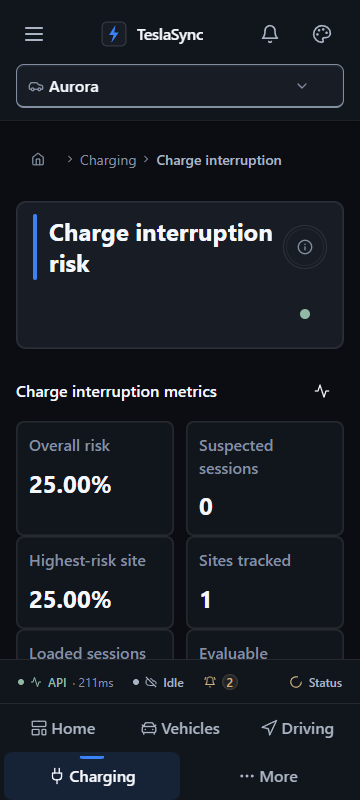 TeslaSync
Aurora
Charging
Charge interruption
Charge interruption
risk
Charge interruption metrics
Overall risk
25.00%
Suspected
sessions
0
Highest-risk site
25.00%
Sites tracked
1
Loaded sessions
Evaluable
API · 211ms
Idle
2
Status
Home
Vehicles
Driving
Charging
More